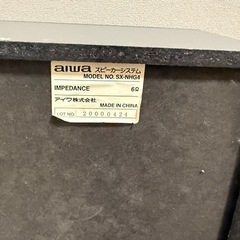 aiwa スピーカーシステム
MODEL NO. SX-NHG4
IMPEDANCE 6Ω
アイワ株式会社
MADE IN CHINA
LOT NO 20000424